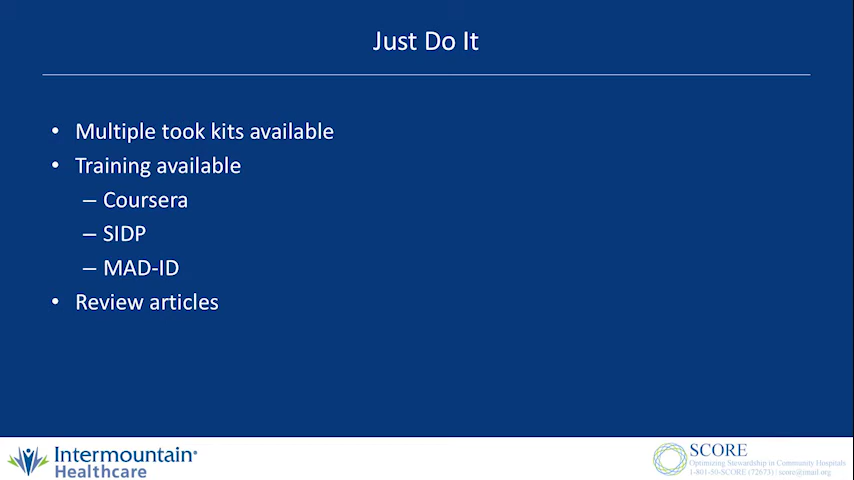 Just Do It
• Multiple took kits available
• Training available
– Coursera
– SIDP
– MAD-ID
• Review articles
Intermountain®
Healthcare
SCORE
Optimizing Stewardship in Community Hospitals
1-801-50-SCORE (72673) | score@imail.org